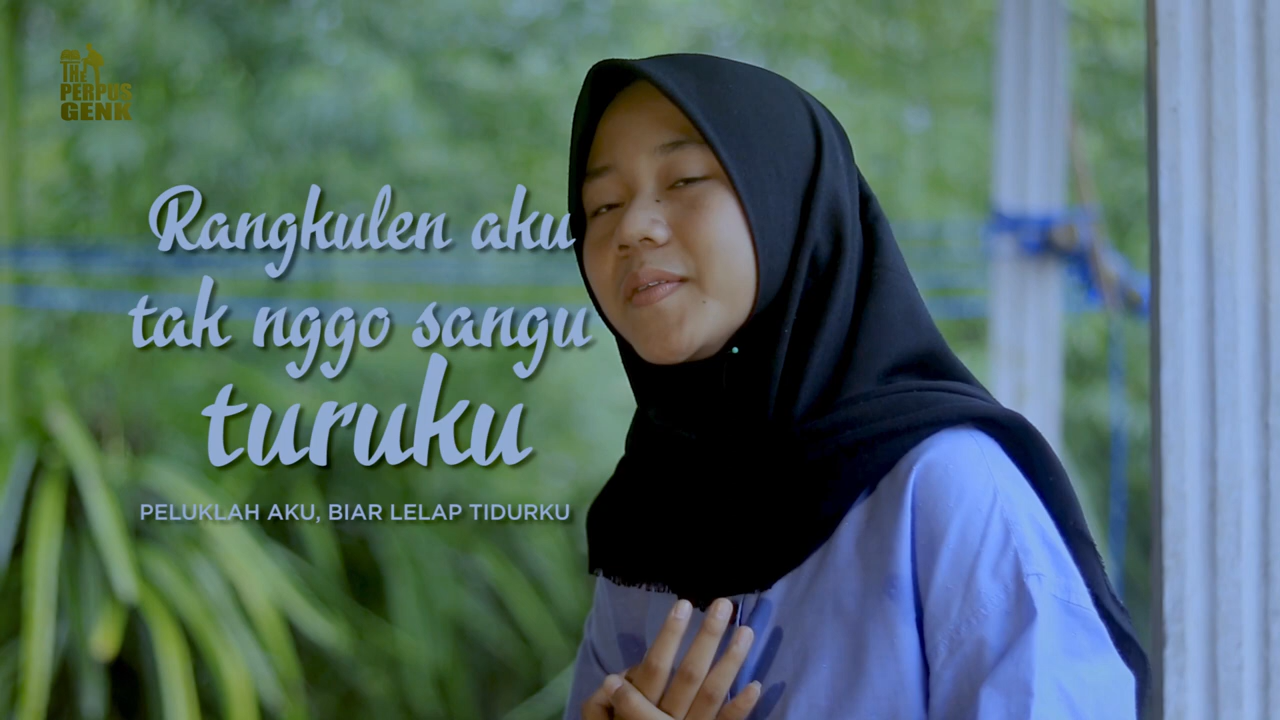 THE
PERPUS
GENK
Rangkulen aku
tak nggo sangu
turuku
PELUKLAH AKU, BIAR LELAP TIDURKU